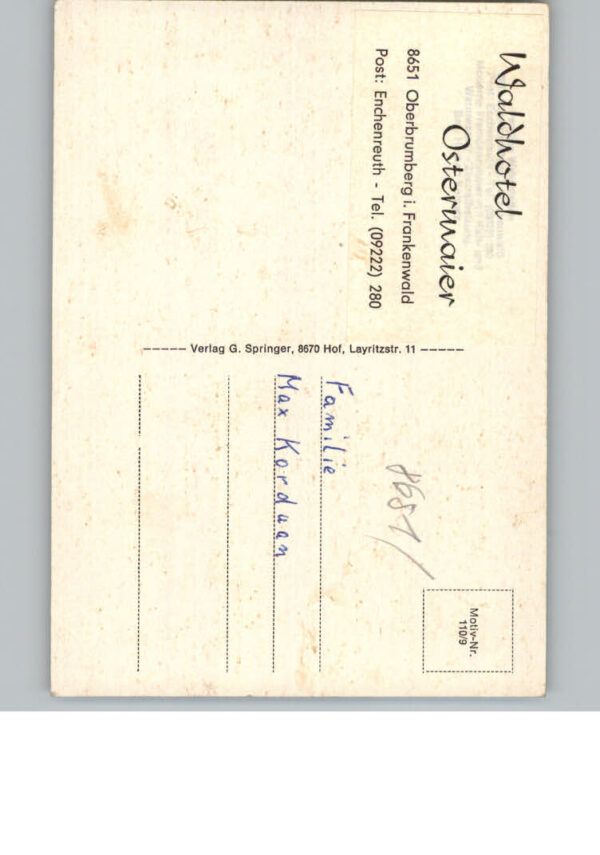 Waldhotel
Ostermaier
8651 Oberbrumberg i. Frankenwald
Post: Enchenreuth - Tel. (09222) 280
Verlag G. Springer, 8670 Hof, Layritzstr. 11
Motiv-Nr.
110/9
8651/
Familie
Max Korduan